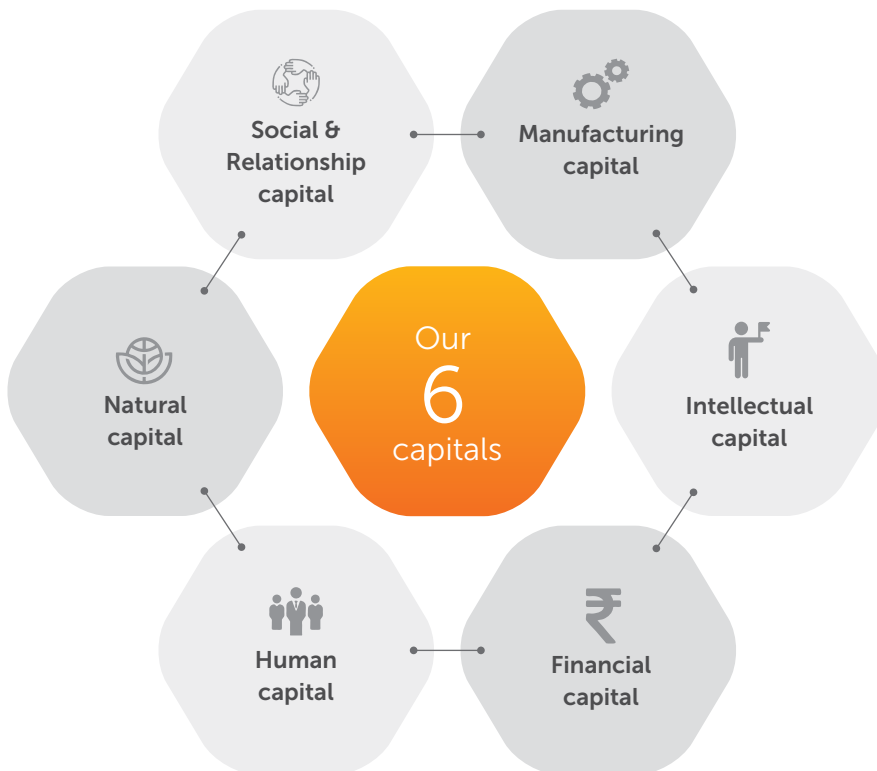 Social &
Relationship
capital
Manufacturing
capital
Natural
capital
Our
6
capitals
Intellectual
capital
Human
capital
₹
Financial
capital